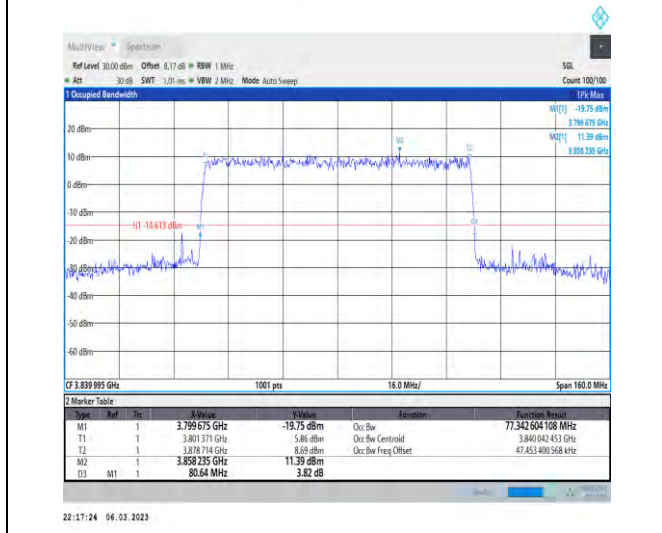 MultiView Spectrum
Ref Level 30.00 dBm Offset 8.17 dB RBW 1 MHz SGL
Att 30 dB SWT 1.01 ms VBW 2 MHz Mode Auto Sweep Count 100/100
1 Occupied Bandwidth 1Pk Max
M1[1] -19.75 dBm
3.799 675 GHz
M2[1] 11.39 dBm
3.858 235 GHz
20 dBm
M2
10 dBm
0 dBm
-10 dBm
H1 -14.613 dBm M1
-20 dBm
-30 dBm
-40 dBm
-50 dBm
-60 dBm
CF 3.839 995 GHz 1001 pts 16.0 MHz/ Span 160.0 MHz
2 Marker Table
Type Ref Trc X-Value Y-Value Function Function Result
M1 1 3.799 675 GHz -19.75 dBm Occ Bw 77.342 604 108 MHz
T1 1 3.801 371 GHz 5.86 dBm Occ Bw Centroid 3.840 042 453 GHz
T2 1 3.878 714 GHz 8.69 dBm Occ Bw Freq Offset 47.453 400 568 kHz
M2 1 3.858 235 GHz 11.39 dBm
D3 M1 1 80.64 MHz 3.82 dB
22:17:24 06.03.2023